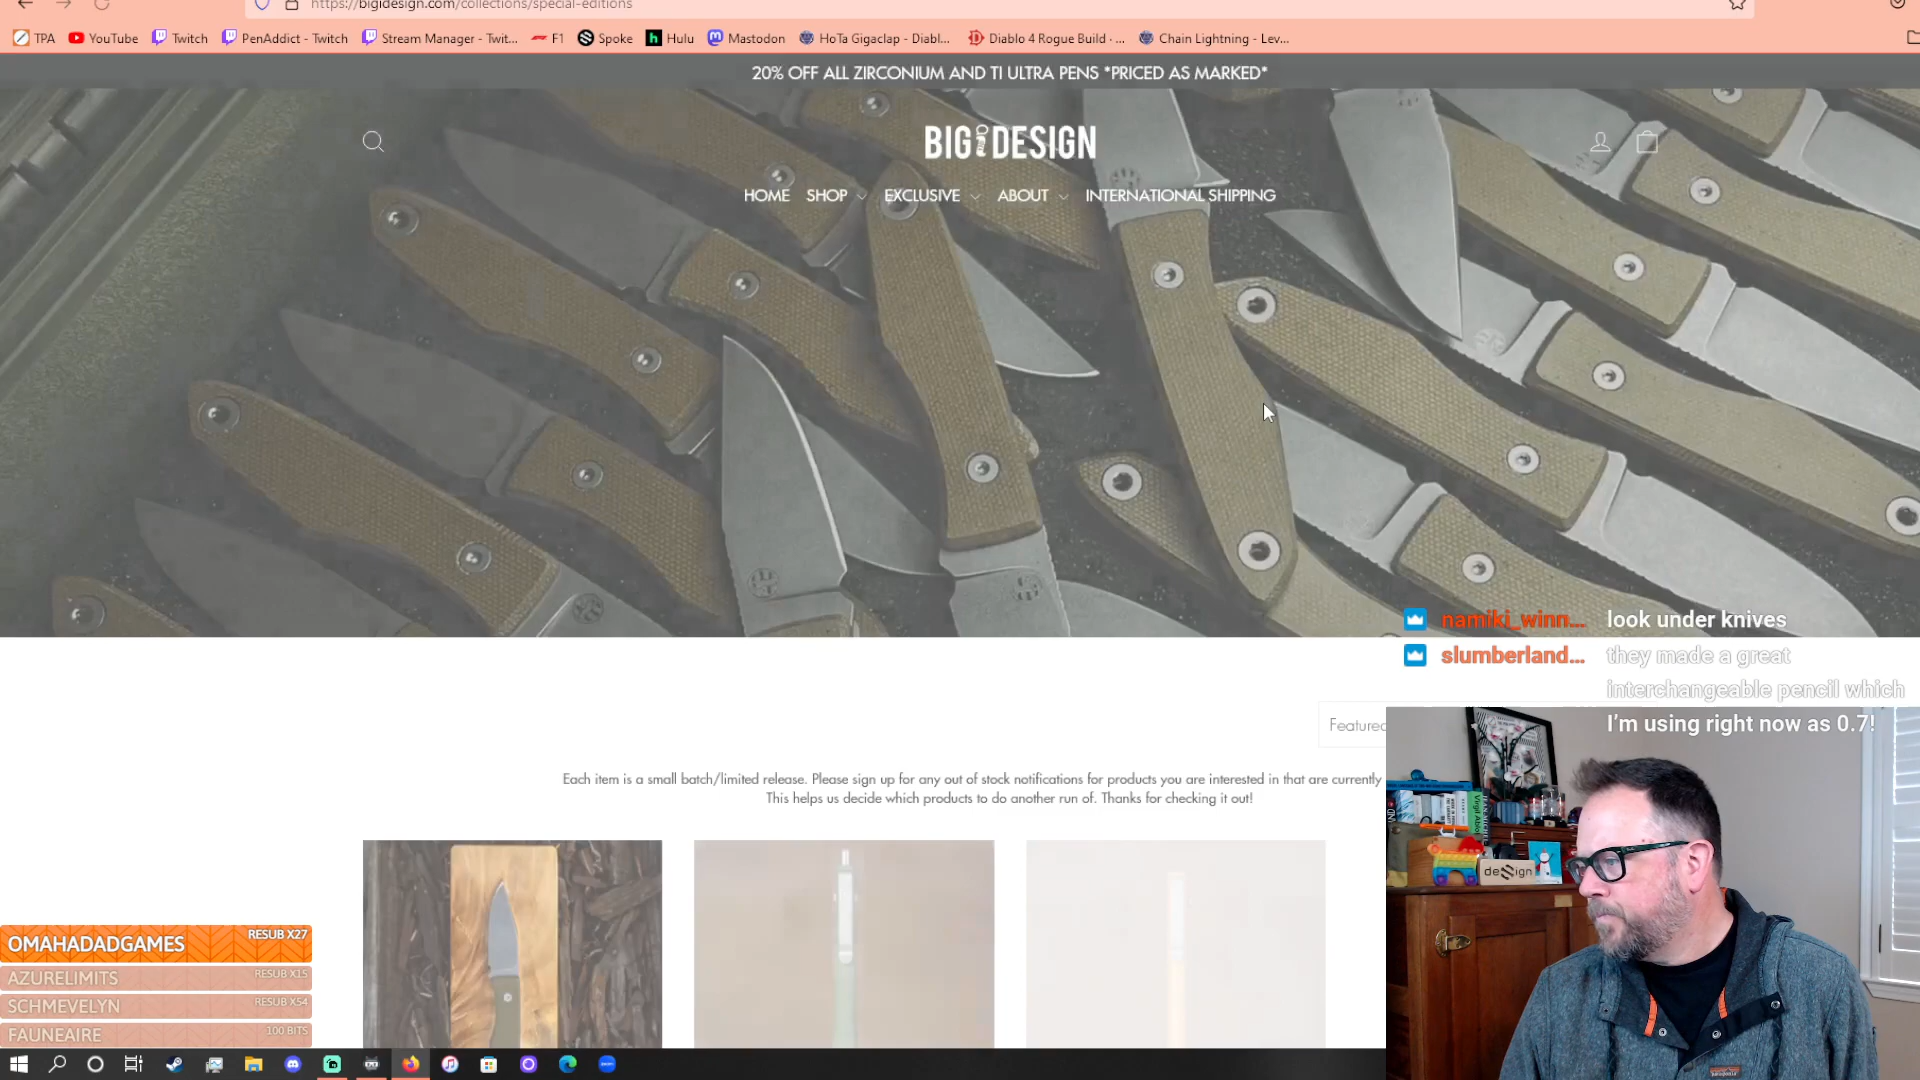 https://bigidesign.com/collections/special-editions
TPA YouTube Twitch PenAddict - Twitch Stream Manager - Twit... F1 Spoke Hulu Mastodon HoTa Gigaclap - Diabl... Diablo 4 Rogue Build - ... Chain Lightning - Lev...
20% OFF ALL ZIRCONIUM AND TI ULTRA PENS *PRICED AS MARKED*
BIG iDESIGN
HOME SHOP EXCLUSIVE ABOUT INTERNATIONAL SHIPPING
namiki_winn... look under knives
slumberland... they made a great
interchangeable pencil which
I'm using right now as 0.7!
Featured
Each item is a small batch/limited release. Please sign up for any out of stock notifications for products you are interested in that are currently
This helps us decide which products to do another run of. Thanks for checking it out!
Virgil Abloh
deSign
OMAHADADGAMES RESUB X27
AZURELIMITS RESUB X15
SCHMEVELYN RESUB X54
FAUNEAIRE 100 BITS